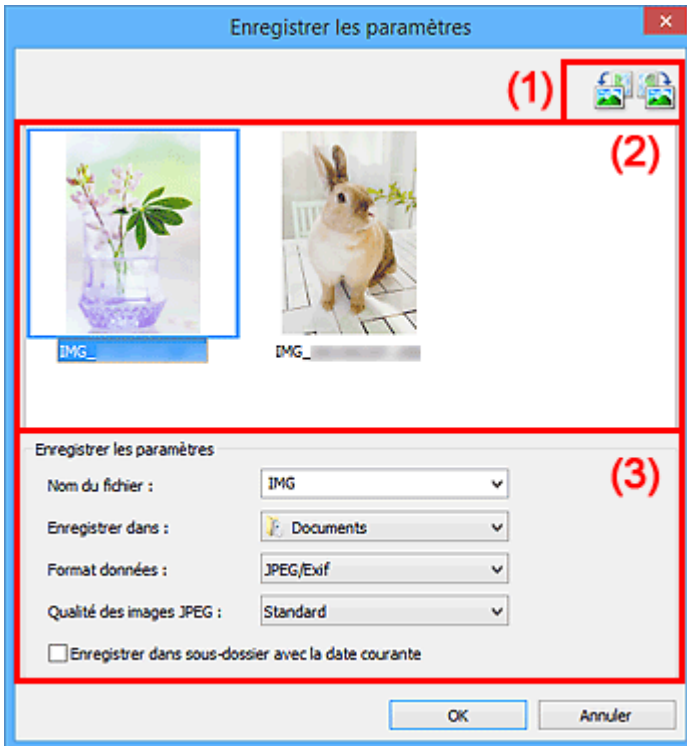 Enregistrer les paramètres
(1)
(2)
IMG_
IMG_
Enregistrer les paramètres
(3)
Nom du fichier :
IMG
Enregistrer dans :
Documents
Format données :
JPEG/Exif
Qualité des images JPEG :
Standard
Enregistrer dans sous-dossier avec la date courante
OK
Annuler